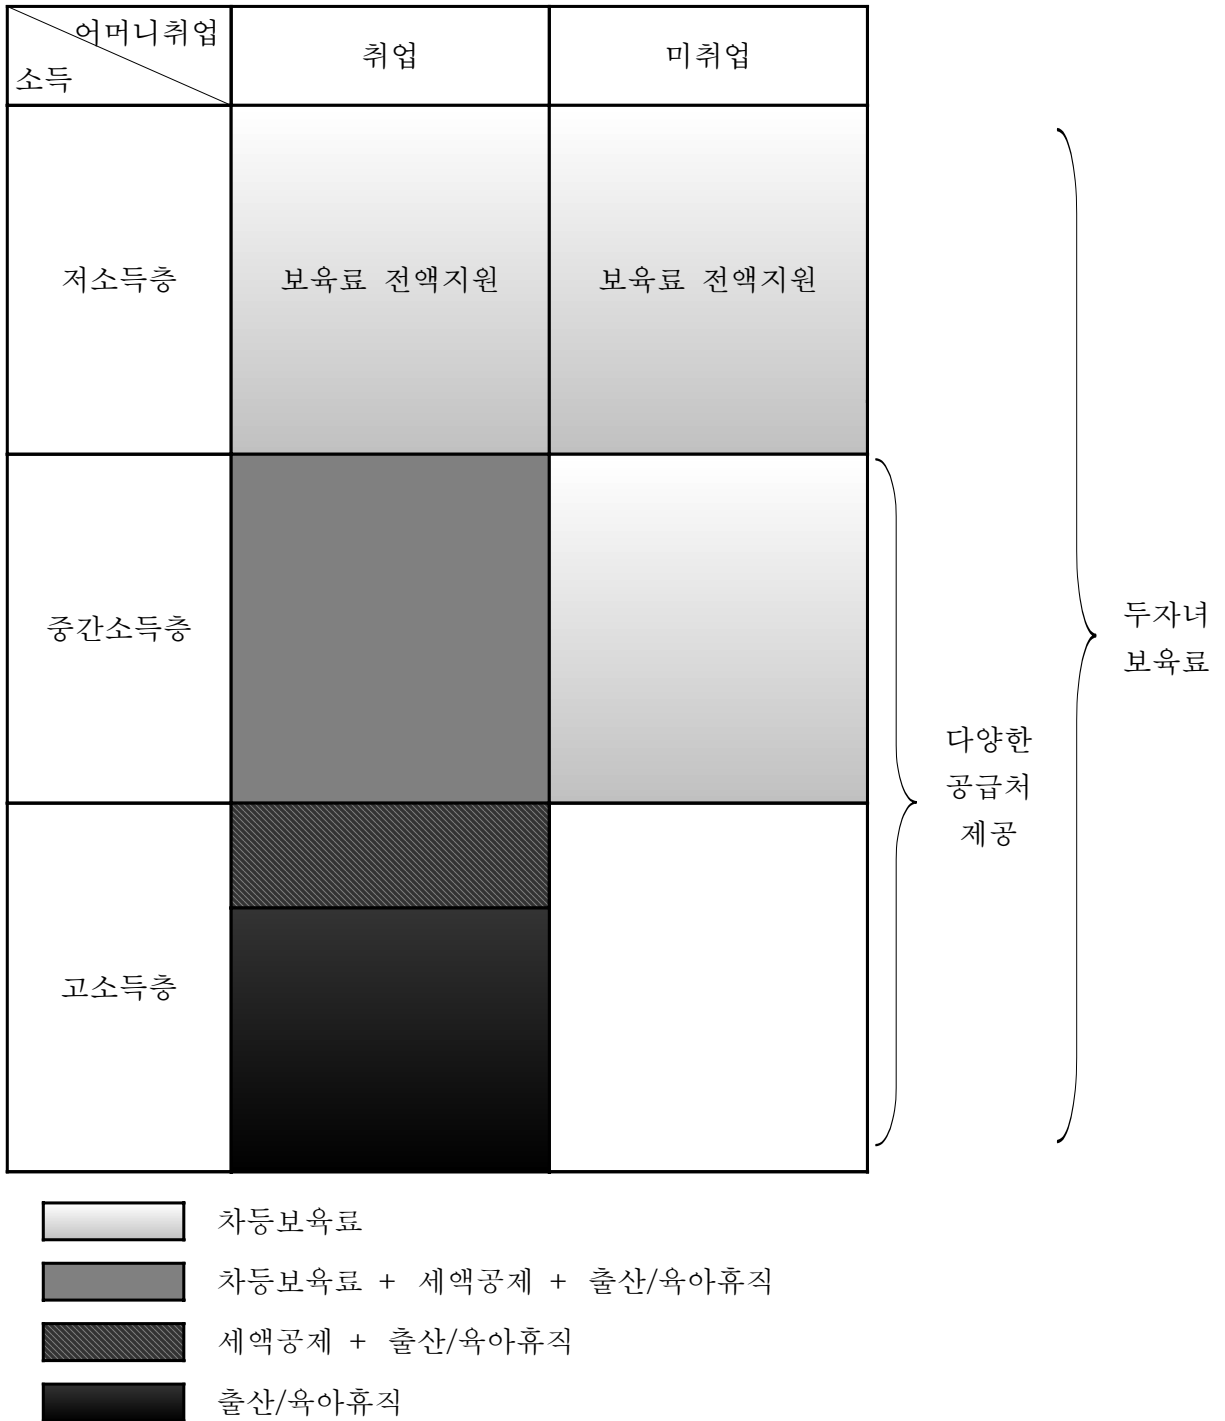 어머니취업
소득
취업
미취업
저소득층
보육료 전액지원
보육료 전액지원
중간소득층
고소득층
다양한
공급처
제공
두자녀
보육료
차등보육료
차등보육료 + 세액공제 + 출산/육아휴직
세액공제 + 출산/육아휴직
출산/육아휴직